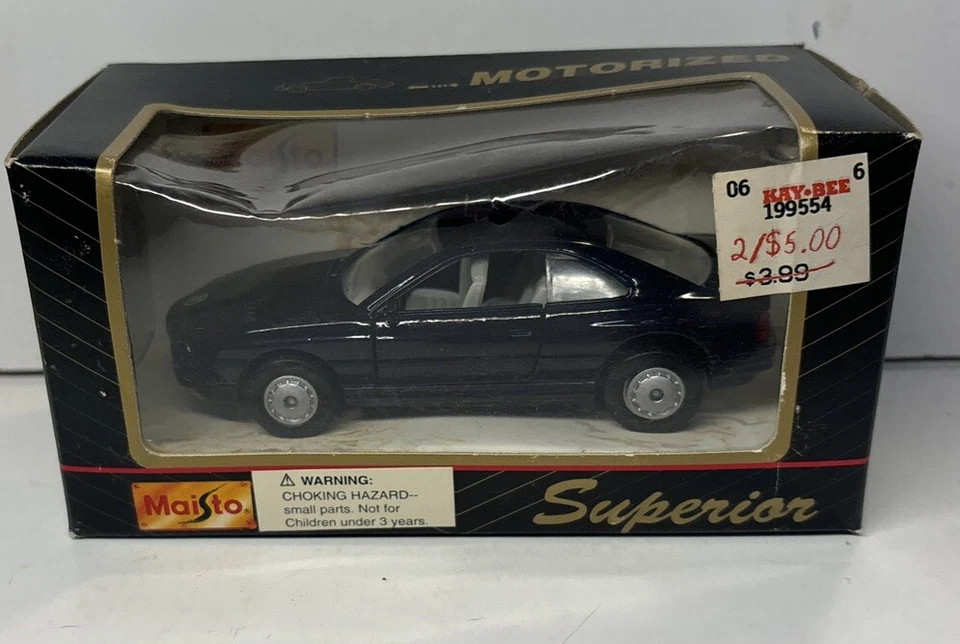 MOTORIZED
Maisto
06 KAY•BEE 6
199554
2/$5.00
$3.99
Maisto
⚠ WARNING:
CHOKING HAZARD--
small parts. Not for
Children under 3 years.
Superior